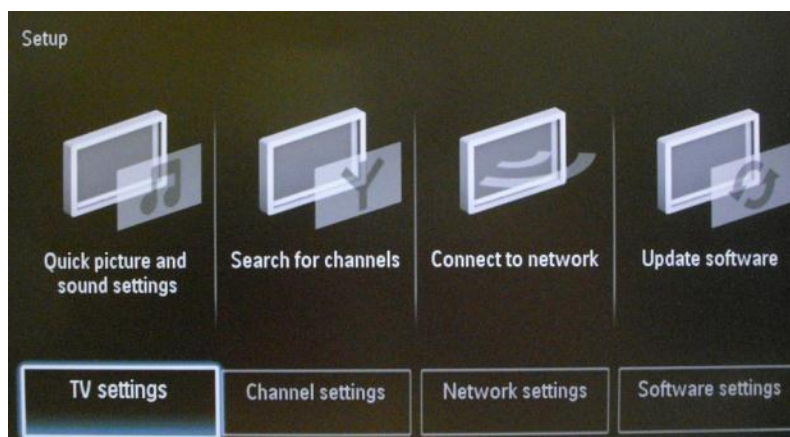 Setup
Quick picture and
sound settings
Search for channels
Connect to network
Update software
TV settings
Channel settings
Network settings
Software settings